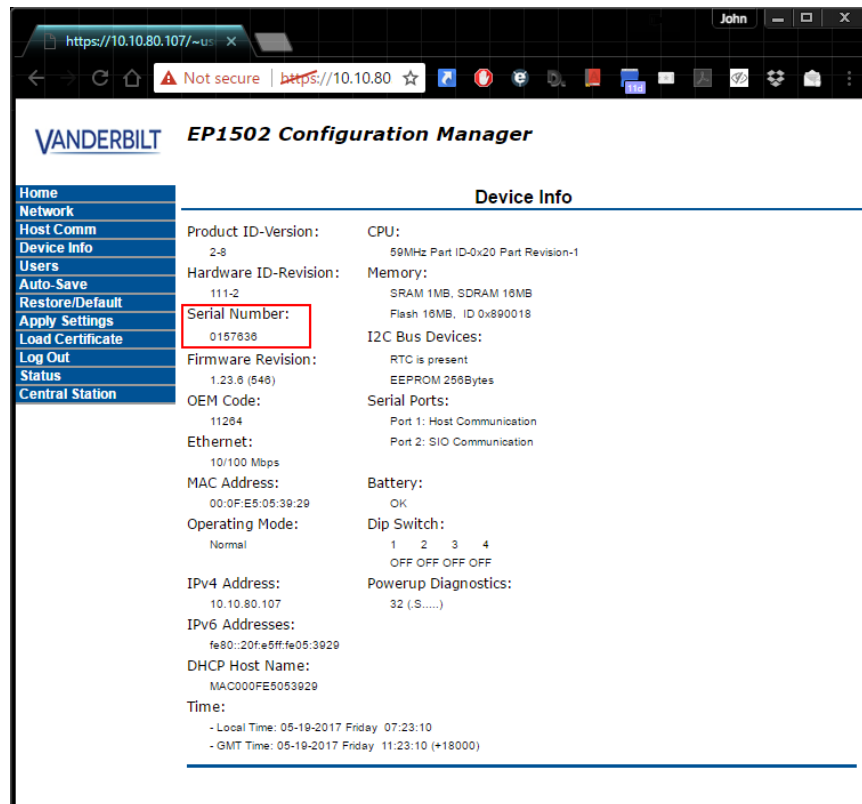 John
https://10.10.80.107/~us
Not secure | https://10.10.80
11d
VANDERBILT
EP1502 Configuration Manager
Home
Network
Host Comm
Device Info
Users
Auto-Save
Restore/Default
Apply Settings
Load Certificate
Log Out
Status
Central Station
Device Info
Product ID-Version:
2-8
Hardware ID-Revision:
111-2
Serial Number:
0157636
Firmware Revision:
1.23.6 (546)
OEM Code:
11264
Ethernet:
10/100 Mbps
MAC Address:
00:0F:E5:05:39:29
Operating Mode:
Normal
IPv4 Address:
10.10.80.107
IPv6 Addresses:
fe80::20f:e5ff:fe05:3929
DHCP Host Name:
MAC000FE5053929
CPU:
59MHz Part ID-0x20 Part Revision-1
Memory:
SRAM 1MB, SDRAM 16MB
Flash 16MB, ID 0x890018
I2C Bus Devices:
RTC is present
EEPROM 256Bytes
Serial Ports:
Port 1: Host Communication
Port 2: SIO Communication
Battery:
OK
Dip Switch:
1 2 3 4
OFF OFF OFF OFF
Powerup Diagnostics:
32 (.S.....)
Time:
- Local Time: 05-19-2017 Friday 07:23:10
- GMT Time: 05-19-2017 Friday 11:23:10 (+18000)